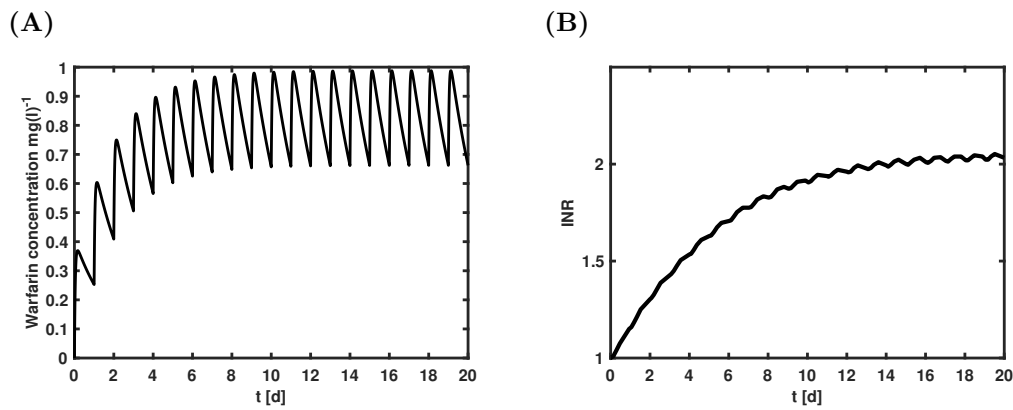 (A)
Warfarin concentration mg(l)⁻¹
1
0.9
0.8
0.7
0.6
0.5
0.4
0.3
0.2
0.1
0
0 2 4 6 8 10 12 14 16 18 20
t [d]
(B)
INR
2
1.5
1
0 2 4 6 8 10 12 14 16 18 20
t [d]